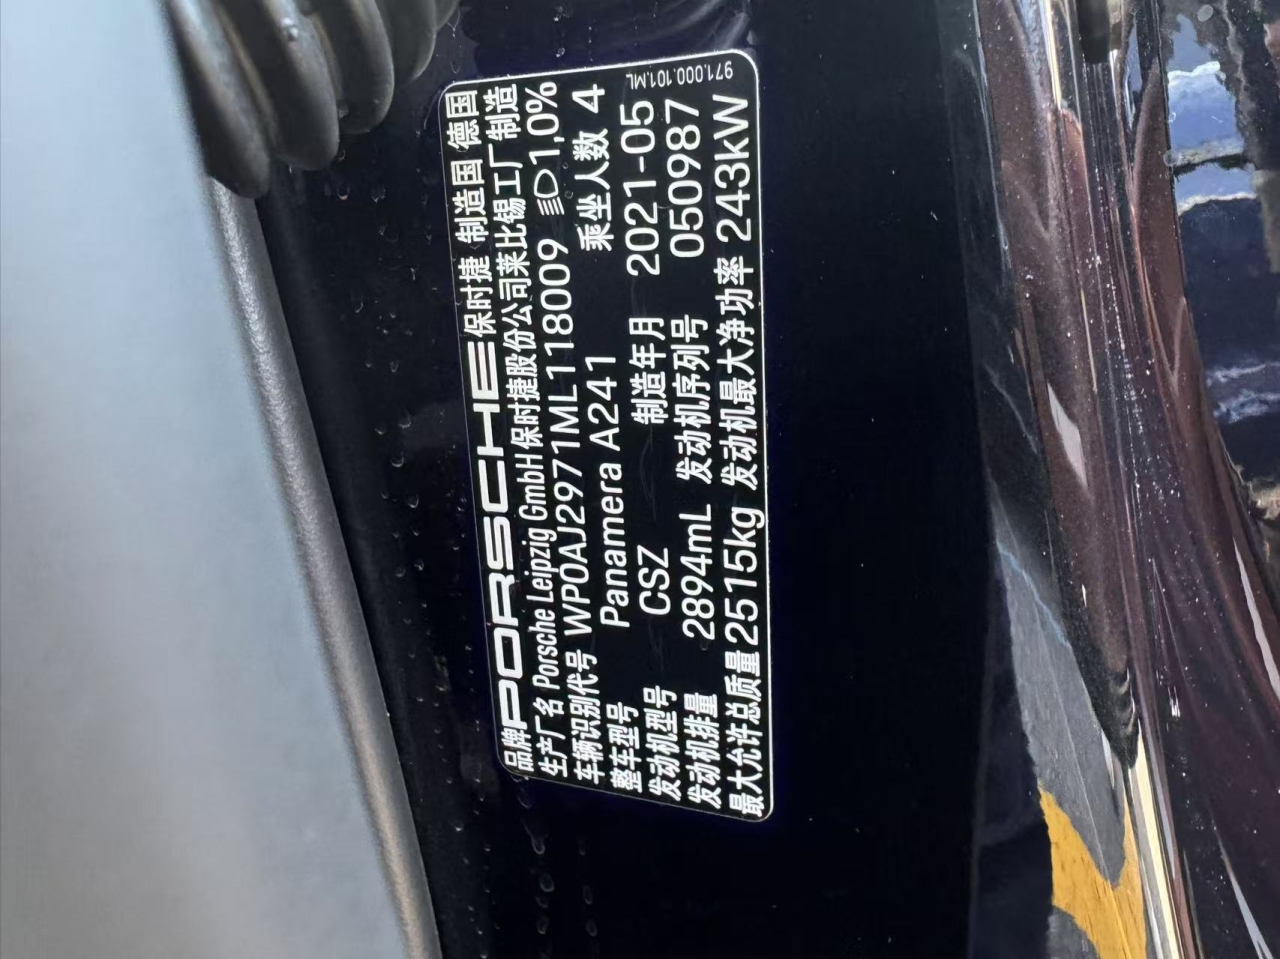 品牌 PORSCHE 保时捷 制造国 德国
生产厂名 Porsche Leipzig GmbH 保时捷股份公司莱比锡工厂制造
车辆识别代号 WP0AJ2971ML118009 1,0%
整车型号 Panamera A241 乘坐人数 4
发动机型号 CSZ 制造年月 2021-05
发动机排量 2894mL 发动机序列号 050987
最大允许总质量 2515kg 发动机最大净功率 243kW
971.000.101.ML